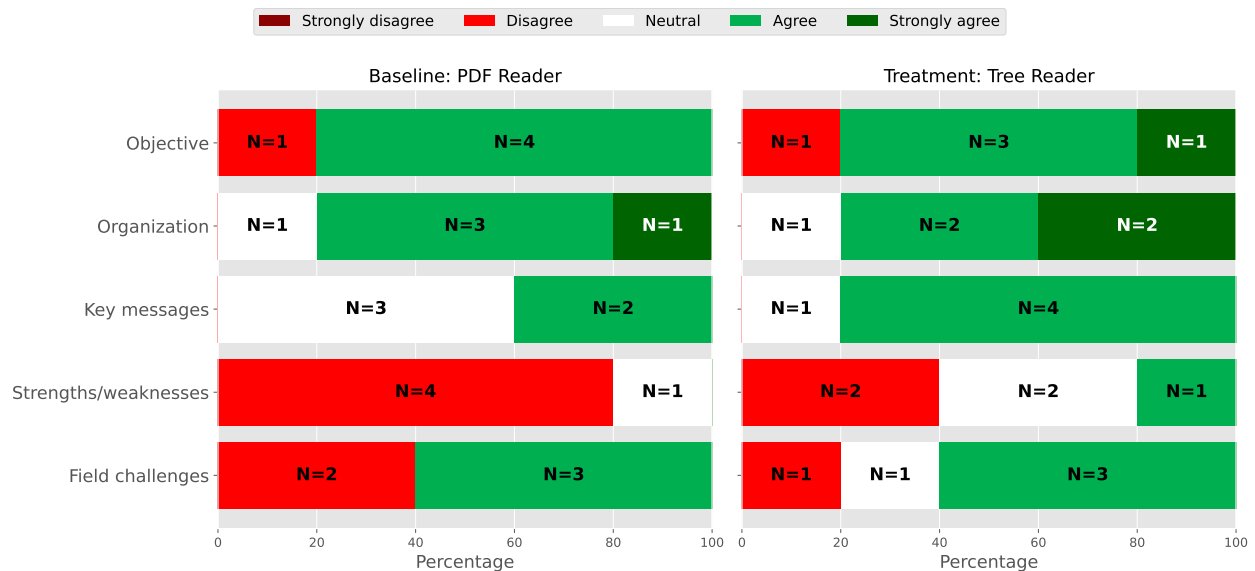 Strongly disagree Disagree Neutral Agree Strongly agree
Baseline: PDF Reader Treatment: Tree Reader
Objective N=1 N=4 N=1 N=3 N=1
Organization N=1 N=3 N=1 N=1 N=2 N=2
Key messages N=3 N=2 N=1 N=4
Strengths/weaknesses N=4 N=1 N=2 N=2 N=1
Field challenges N=2 N=3 N=1 N=1 N=3
0 20 40 60 80 100 0 20 40 60 80 100
Percentage Percentage